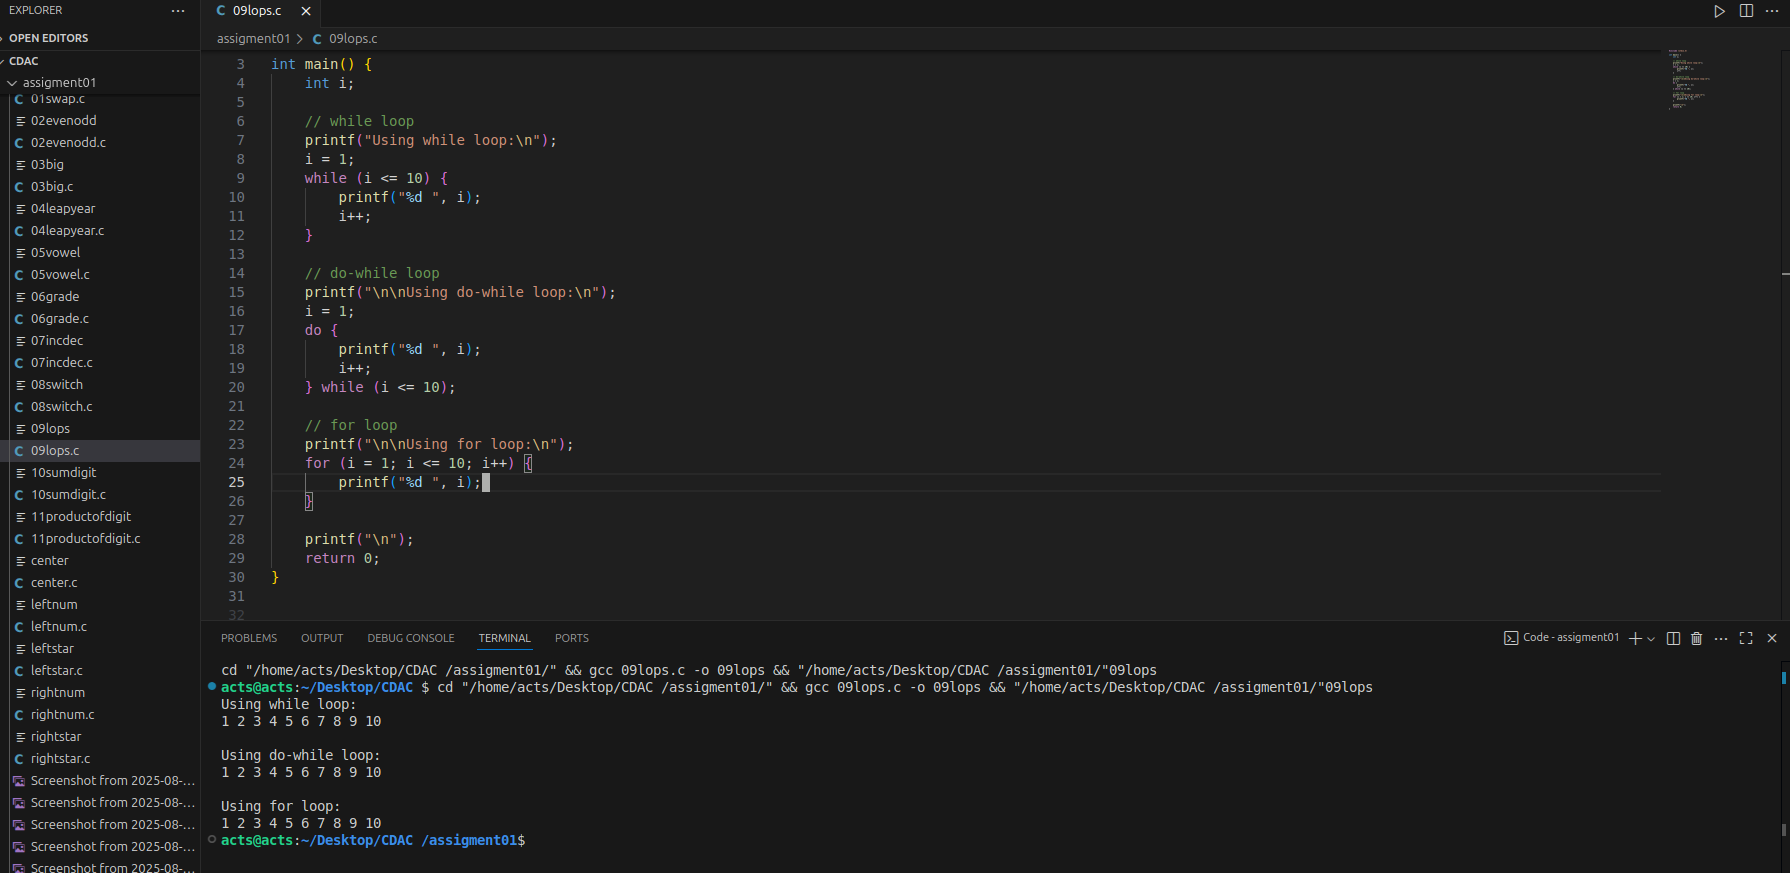 EXPLORER
OPEN EDITORS
CDAC
assigment01
01swap.c
02evenodd
02evenodd.c
03big
03big.c
04leapyear
04leapyear.c
05vowel
05vowel.c
06grade
06grade.c
07incdec
07incdec.c
08switch
08switch.c
09lops
09lops.c
10sumdigit
10sumdigit.c
11productofdigit
11productofdigit.c
center
center.c
leftnum
leftnum.c
leftstar
leftstar.c
rightnum
rightnum.c
rightstar
rightstar.c
Screenshot from 2025-08-...
Screenshot from 2025-08-...
Screenshot from 2025-08-...
Screenshot from 2025-08-...
Screenshot from 2025-08-...
C 09lops.c
assigment01 > C 09lops.c
3 int main() {
4 int i;
5
6 // while loop
7 printf("Using while loop:\n");
8 i = 1;
9 while (i <= 10) {
10 printf("%d ", i);
11 i++;
12 }
13
14 // do-while loop
15 printf("\n\nUsing do-while loop:\n");
16 i = 1;
17 do {
18 printf("%d ", i);
19 i++;
20 } while (i <= 10);
21
22 // for loop
23 printf("\n\nUsing for loop:\n");
24 for (i = 1; i <= 10; i++) {
25 printf("%d ", i);
26 }
27
28 printf("\n");
29 return 0;
30 }
31
32
PROBLEMS OUTPUT DEBUG CONSOLE TERMINAL PORTS
Code - assigment01
cd "/home/acts/Desktop/CDAC /assigment01/" && gcc 09lops.c -o 09lops && "/home/acts/Desktop/CDAC /assigment01/"09lops
acts@acts:~/Desktop/CDAC $ cd "/home/acts/Desktop/CDAC /assigment01/" && gcc 09lops.c -o 09lops && "/home/acts/Desktop/CDAC /assigment01/"09lops
Using while loop:
1 2 3 4 5 6 7 8 9 10
Using do-while loop:
1 2 3 4 5 6 7 8 9 10
Using for loop:
1 2 3 4 5 6 7 8 9 10
acts@acts:~/Desktop/CDAC /assigment01$